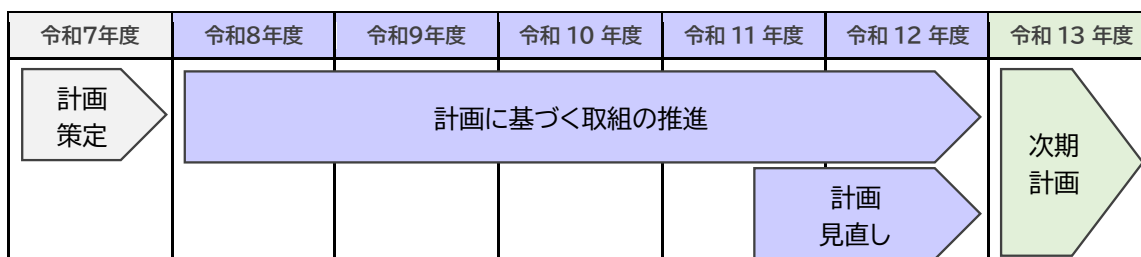 令和7年度 令和8年度 令和9年度 令和 10 年度 令和 11 年度 令和 12 年度 令和 13 年度
計画
策定
計画に基づく取組の推進
計画
見直し
次期
計画